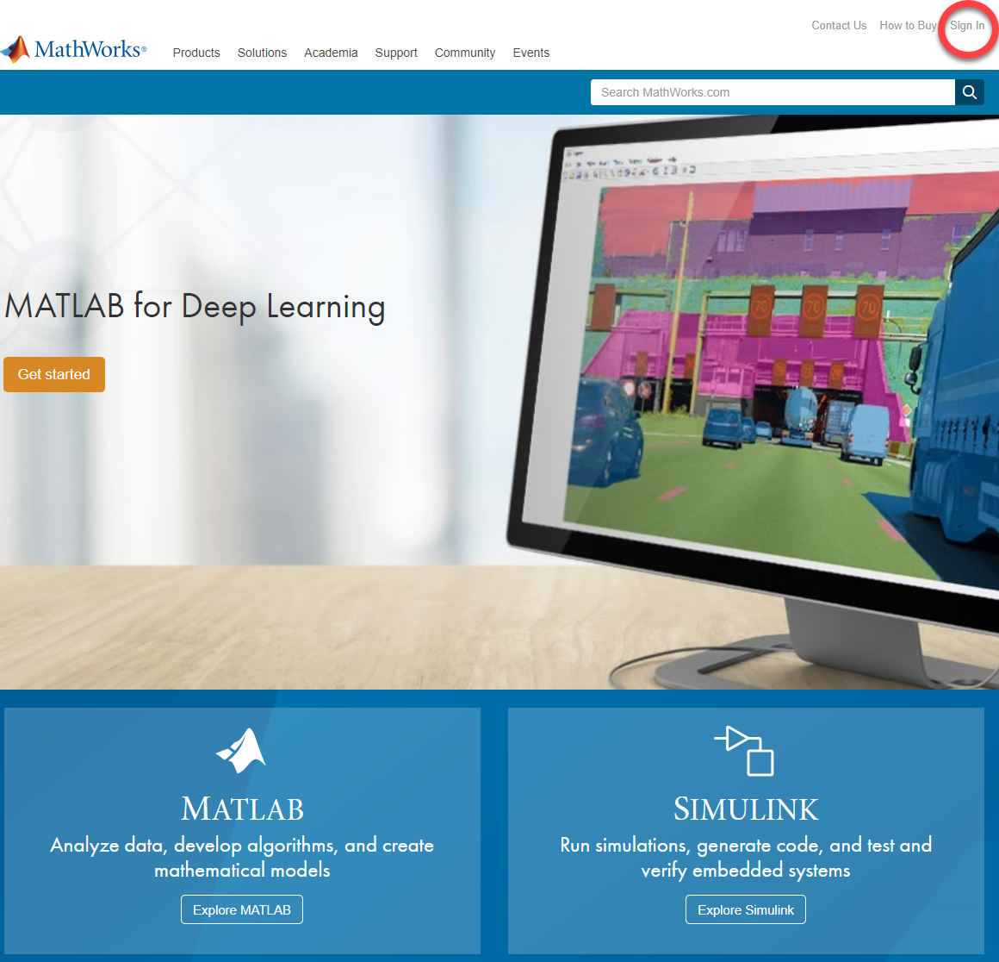 Contact Us How to Buy Sign In
MathWorks®
Products Solutions Academia Support Community Events
Search MathWorks.com
70 70 70
MATLAB for Deep Learning
Get started
MATLAB
Analyze data, develop algorithms, and create
mathematical models
Explore MATLAB
SIMULINK
Run simulations, generate code, and test and
verify embedded systems
Explore Simulink